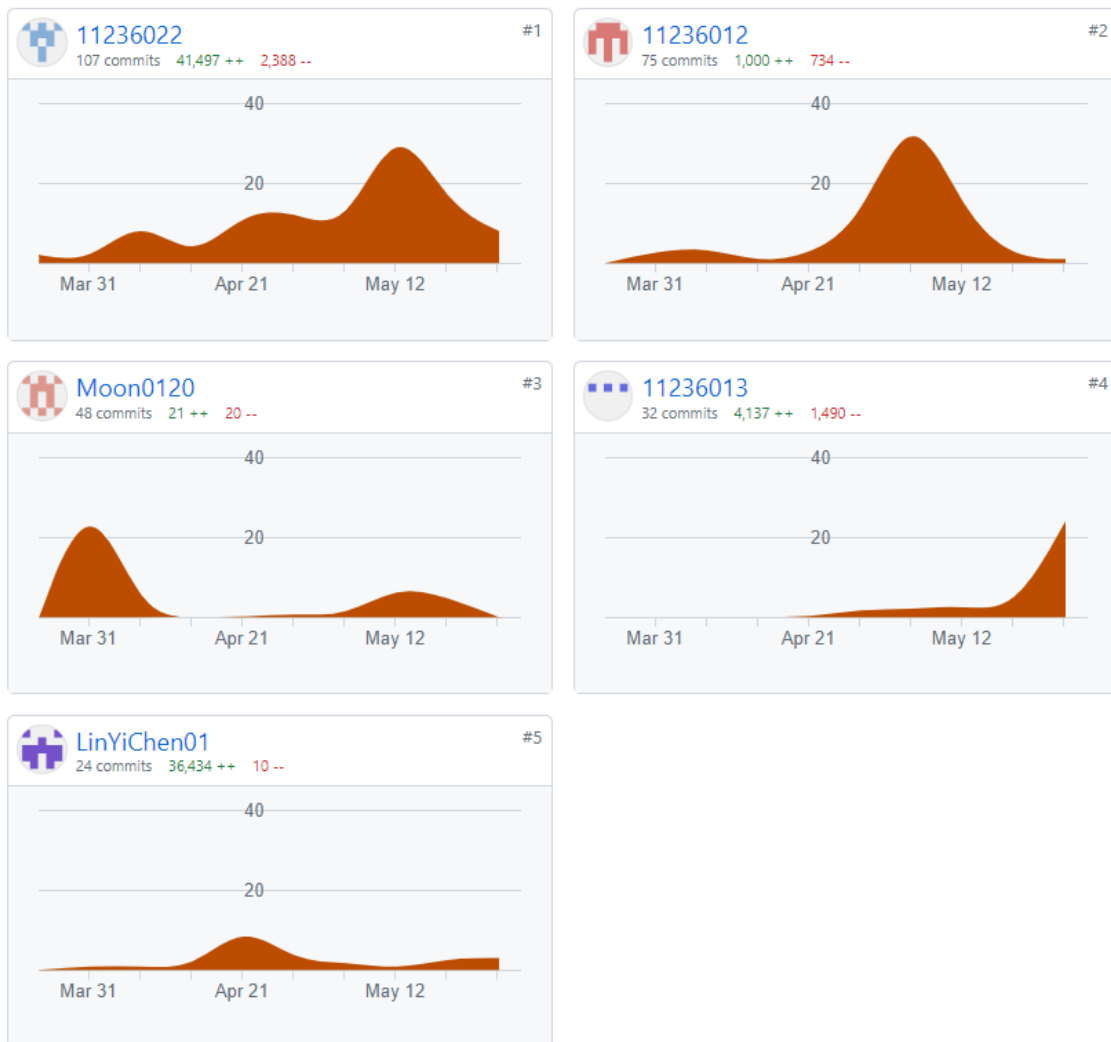 11236022 #1
107 commits 41,497 ++ 2,388 --
40
20
Mar 31 Apr 21 May 12
11236012 #2
75 commits 1,000 ++ 734 --
40
20
Mar 31 Apr 21 May 12
Moon0120 #3
48 commits 21 ++ 20 --
40
20
Mar 31 Apr 21 May 12
11236013 #4
32 commits 4,137 ++ 1,490 --
40
20
Mar 31 Apr 21 May 12
LinYiChen01 #5
24 commits 36,434 ++ 10 --
40
20
Mar 31 Apr 21 May 12